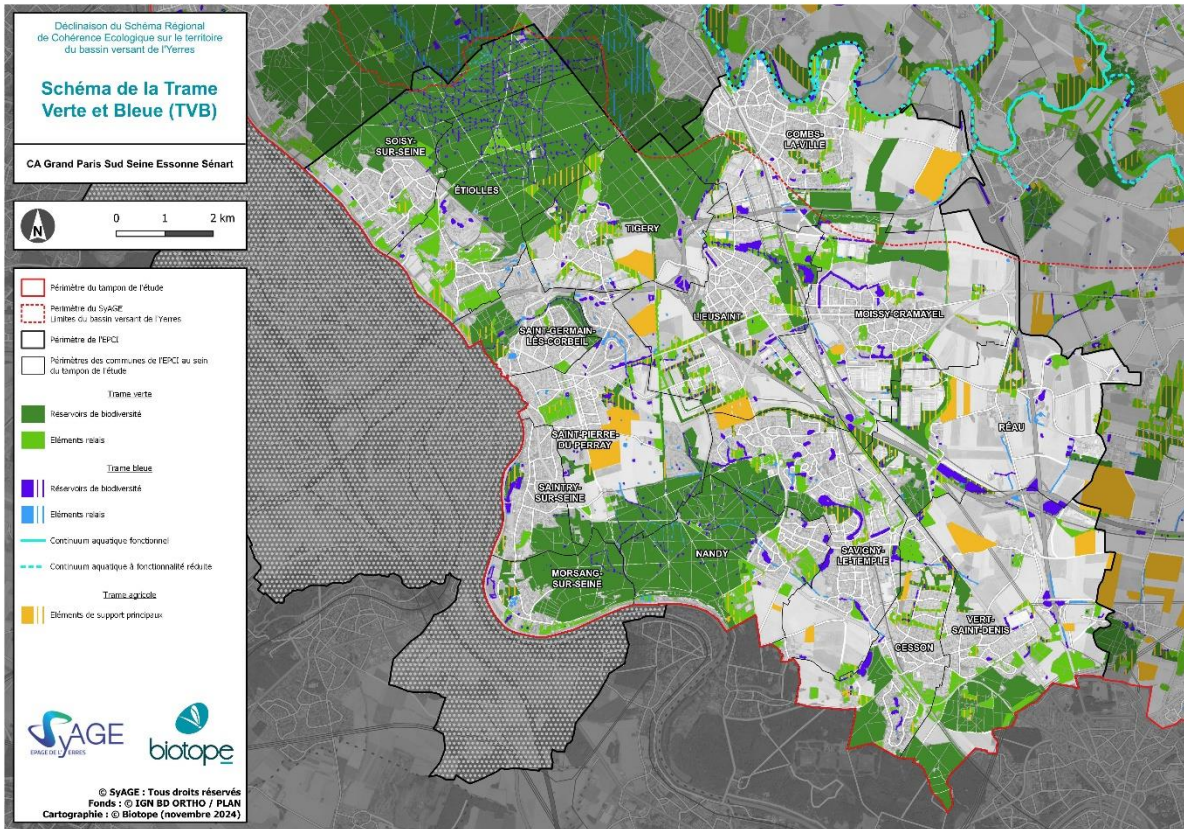 Déclinaison du Schéma Régional
de Cohérence Ecologique sur le territoire
du bassin versant de l'Yerres
Schéma de la Trame
Verte et Bleue (TVB)
CA Grand Paris Sud Seine Essonne Sénart
N
0 1 2 km
Périmètre du tampon de l'étude
Périmètre du SyAGE
Limites du bassin versant de l'Yerres
Périmètre de l'EPCI
Périmètres des communes de l'EPCI au sein
du tampon de l'étude
Trame verte
Réservoirs de biodiversité
Eléments relais
Trame bleue
Réservoirs de biodiversité
Eléments relais
Continuum aquatique fonctionnel
Continuum aquatique à fonctionnalité réduite
Trame agricole
Eléments de support principaux
SyAGE
EPAGE DE L'YERRES
biotope
© SyAGE : Tous droits réservés
Fonds : © IGN BD ORTHO / PLAN
Cartographie : © Biotope (novembre 2024)
SOISY-
SUR-SEINE
ÉTIOLLES
COMBS-
LA-VILLE
TIGERY
SAINT-GERMAIN-
LÈS-CORBEIL
LIEUSAINT
MOISSY-CRAMAYEL
RÉAU
SAINT-PIERRE-
DU-PERRAY
SAINTRY-
SUR-SEINE
NANDY
MORSANG-
SUR-SEINE
SAVIGNY-
LE-TEMPLE
CESSON
VERT-
SAINT-DENIS